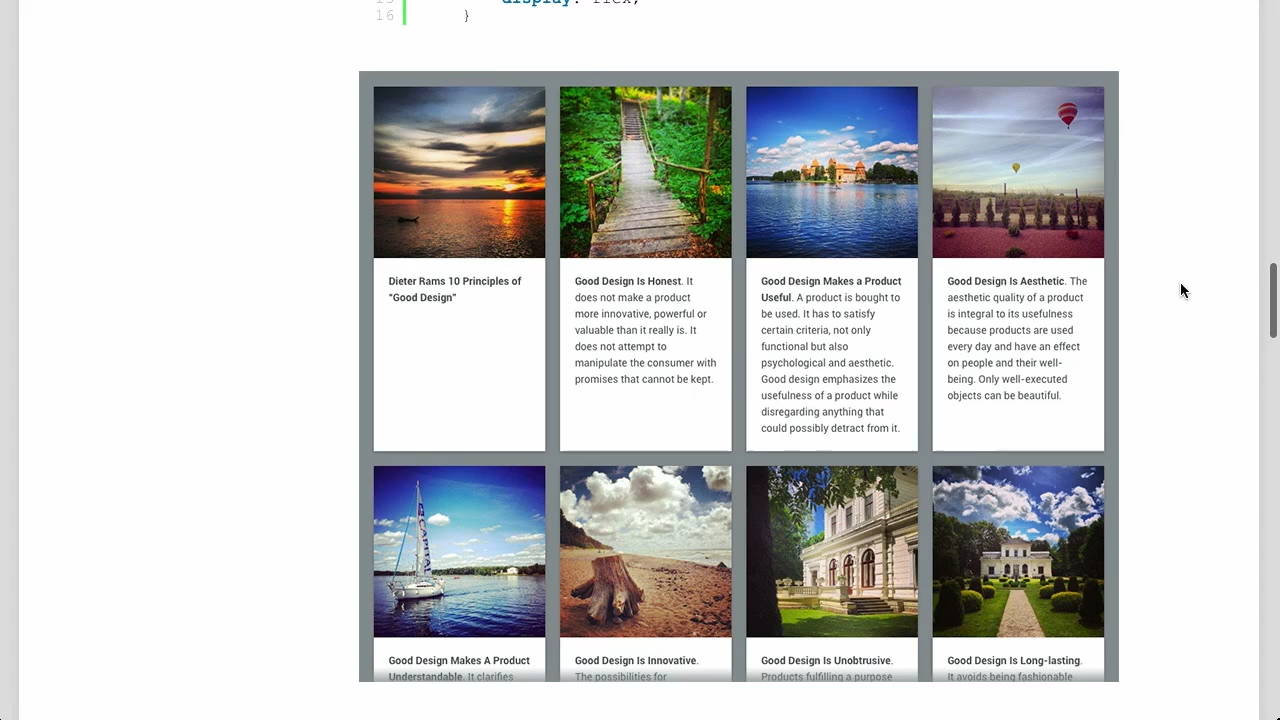 16 }
Dieter Rams 10 Principles of
“Good Design”
Good Design Is Honest. It
does not make a product
more innovative, powerful or
valuable than it really is. It
does not attempt to
manipulate the consumer with
promises that cannot be kept.
Good Design Makes a Product
Useful. A product is bought to
be used. It has to satisfy
certain criteria, not only
functional but also
psychological and aesthetic.
Good design emphasizes the
usefulness of a product while
disregarding anything that
could possibly detract from it.
Good Design Is Aesthetic. The
aesthetic quality of a product
is integral to its usefulness
because products are used
every day and have an effect
on people and their well-
being. Only well-executed
objects can be beautiful.
Good Design Makes A Product
Understandable. It clarifies
Good Design Is Innovative.
The possibilities for
Good Design Is Unobtrusive.
Products fulfilling a purpose
Good Design Is Long-lasting.
It avoids being fashionable